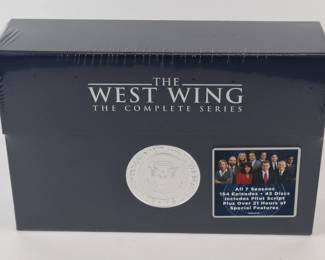 THE
WEST WING
THE COMPLETE SERIES
All 7 Seasons
154 Episodes • 45 Discs
Includes Pilot Script
Plus Over 21 Hours of
Special Features